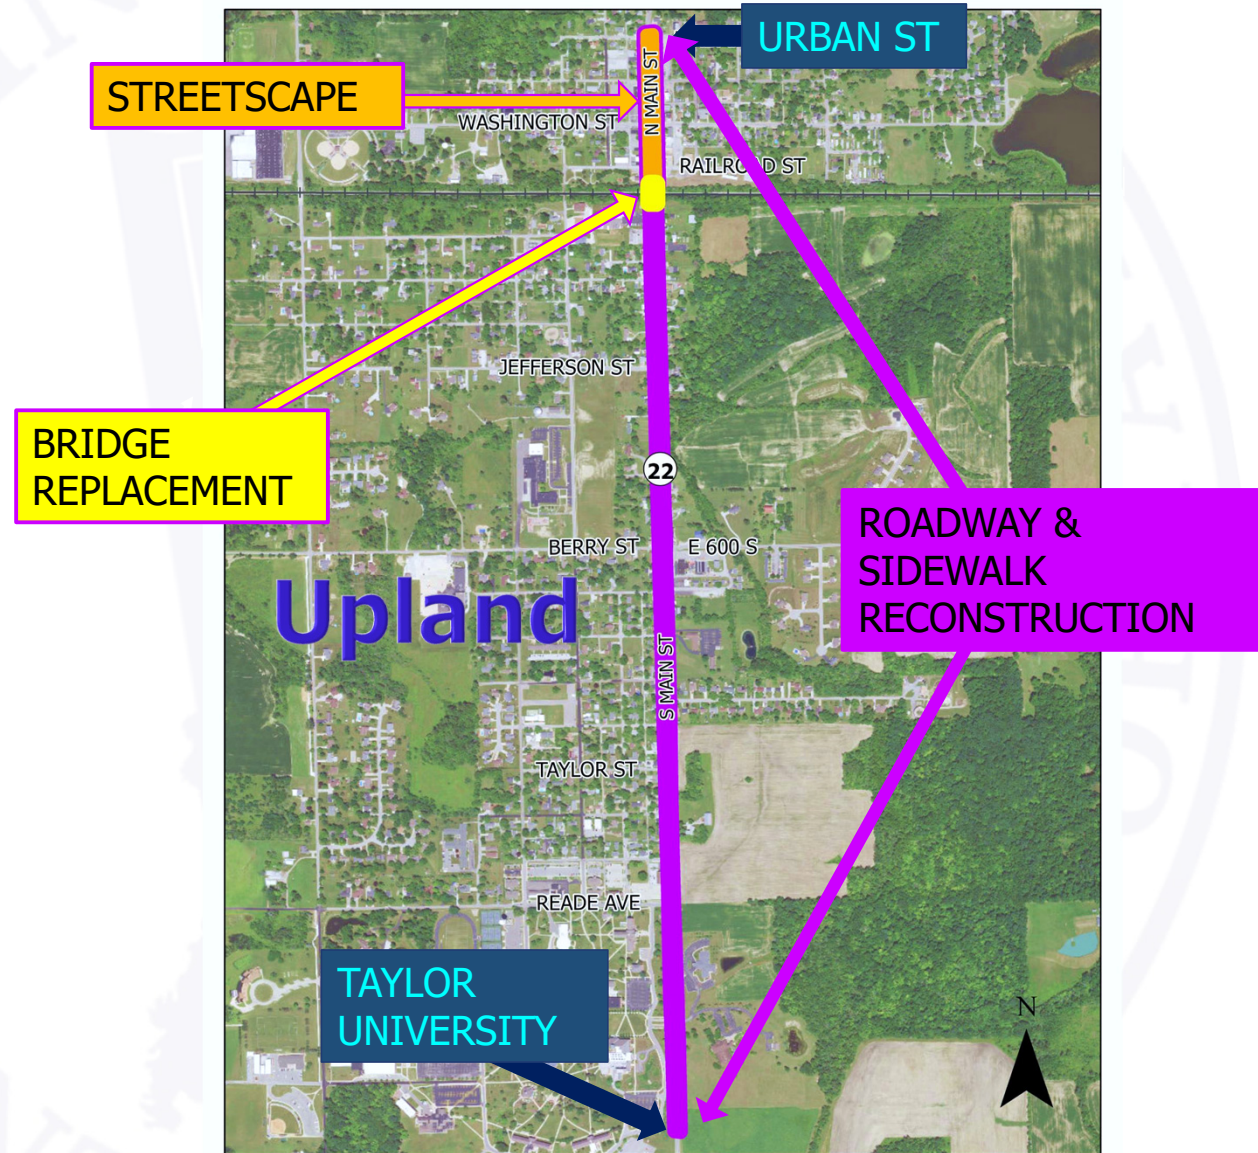 URBAN ST
STREETSCAPE
N MAIN ST
WASHINGTON ST
RAILROAD ST
JEFFERSON ST
BRIDGE
REPLACEMENT
22
ROADWAY &
SIDEWALK
RECONSTRUCTION
BERRY ST
E 600 S
Upland
S MAIN ST
TAYLOR ST
READE AVE
TAYLOR
UNIVERSITY
N